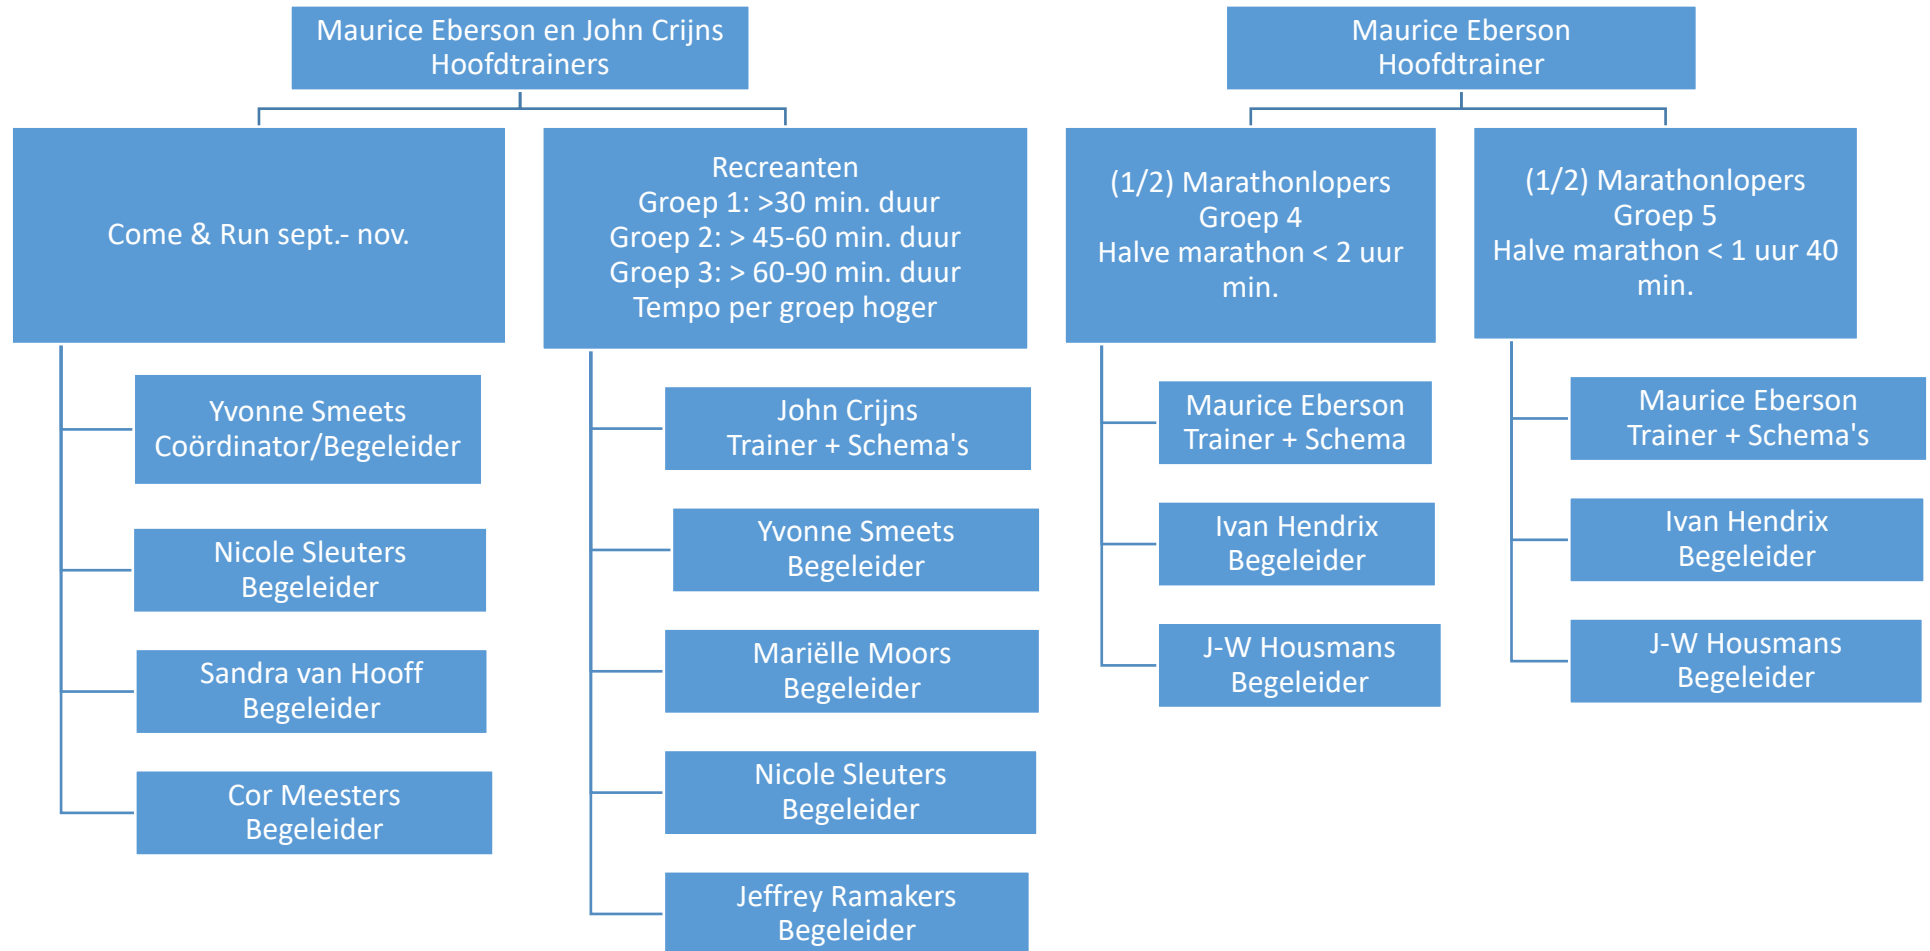 Maurice Eberson en John Crijns
Hoofdtrainers
Come & Run sept.- nov.
Yvonne Smeets
Coördinator/Begeleider
Nicole Sleuters
Begeleider
Sandra van Hooff
Begeleider
Cor Meesters
Begeleider
Recreanten
Groep 1: >30 min. duur
Groep 2: > 45-60 min. duur
Groep 3: > 60-90 min. duur
Tempo per groep hoger
John Crijns
Trainer + Schema's
Yvonne Smeets
Begeleider
Mariëlle Moors
Begeleider
Nicole Sleuters
Begeleider
Jeffrey Ramakers
Begeleider
Maurice Eberson
Hoofdtrainer
(1/2) Marathonlopers
Groep 4
Halve marathon < 2 uur
min.
Maurice Eberson
Trainer + Schema
Ivan Hendrix
Begeleider
J-W Housmans
Begeleider
(1/2) Marathonlopers
Groep 5
Halve marathon < 1 uur 40
min.
Maurice Eberson
Trainer + Schema's
Ivan Hendrix
Begeleider
J-W Housmans
Begeleider